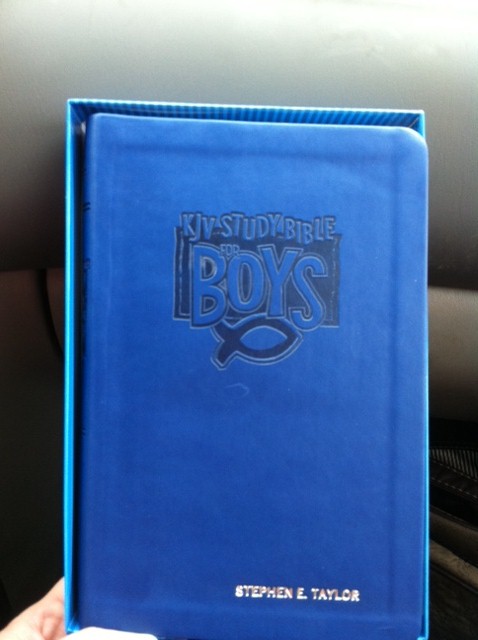 KJV STUDY BIBLE
FOR
BOYS
STEPHEN E. TAYLOR